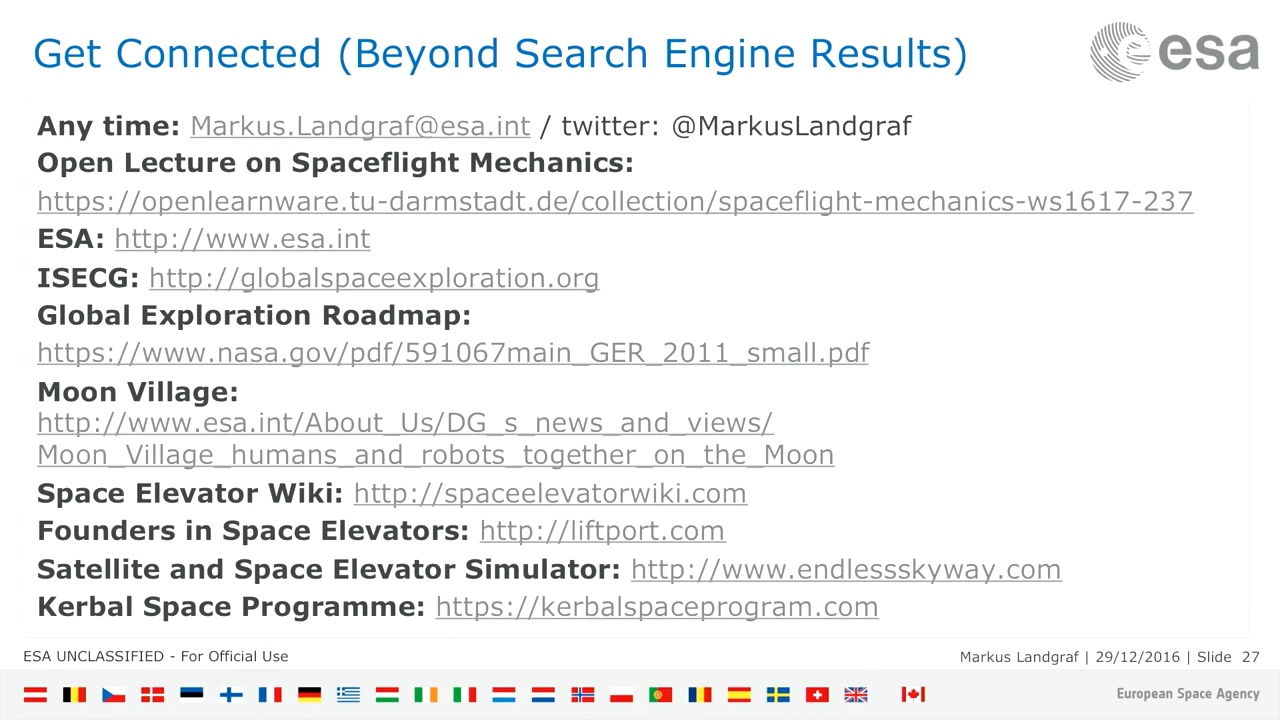 Get Connected (Beyond Search Engine Results)
esa
Any time: Markus.Landgraf@esa.int / twitter: @MarkusLandgraf
Open Lecture on Spaceflight Mechanics:
https://openlearnware.tu-darmstadt.de/collection/spaceflight-mechanics-ws1617-237
ESA: http://www.esa.int
ISECG: http://globalspaceexploration.org
Global Exploration Roadmap:
https://www.nasa.gov/pdf/591067main_GER_2011_small.pdf
Moon Village:
http://www.esa.int/About_Us/DG_s_news_and_views/
Moon_Village_humans_and_robots_together_on_the_Moon
Space Elevator Wiki: http://spaceelevatorwiki.com
Founders in Space Elevators: http://liftport.com
Satellite and Space Elevator Simulator: http://www.endlessskyway.com
Kerbal Space Programme: https://kerbalspaceprogram.com
ESA UNCLASSIFIED - For Official Use
Markus Landgraf | 29/12/2016 | Slide 27
European Space Agency